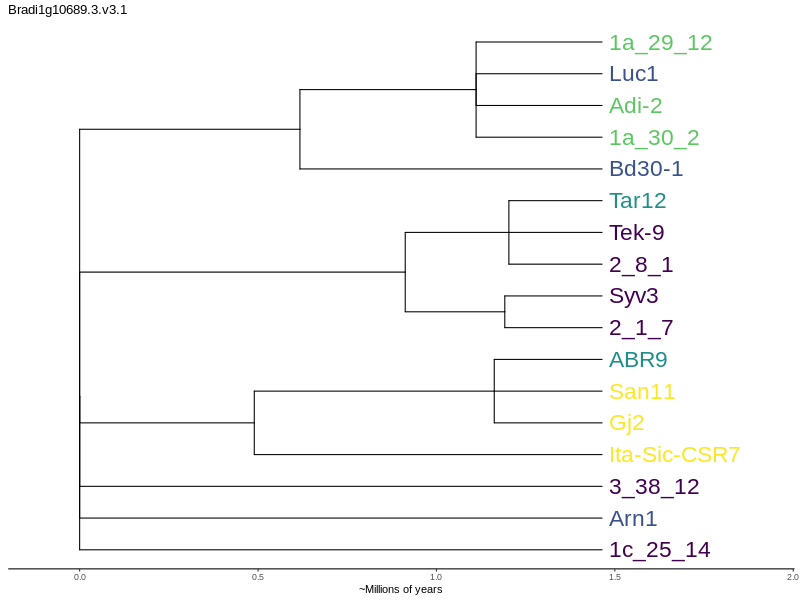 Bradi1g10689.3.v3.1
1a_29_12
Luc1
Adi-2
1a_30_2
Bd30-1
Tar12
Tek-9
2_8_1
Syv3
2_1_7
ABR9
San11
Gj2
Ita-Sic-CSR7
3_38_12
Arn1
1c_25_14
0.0 0.5 1.0 1.5 2.0
~Millions of years